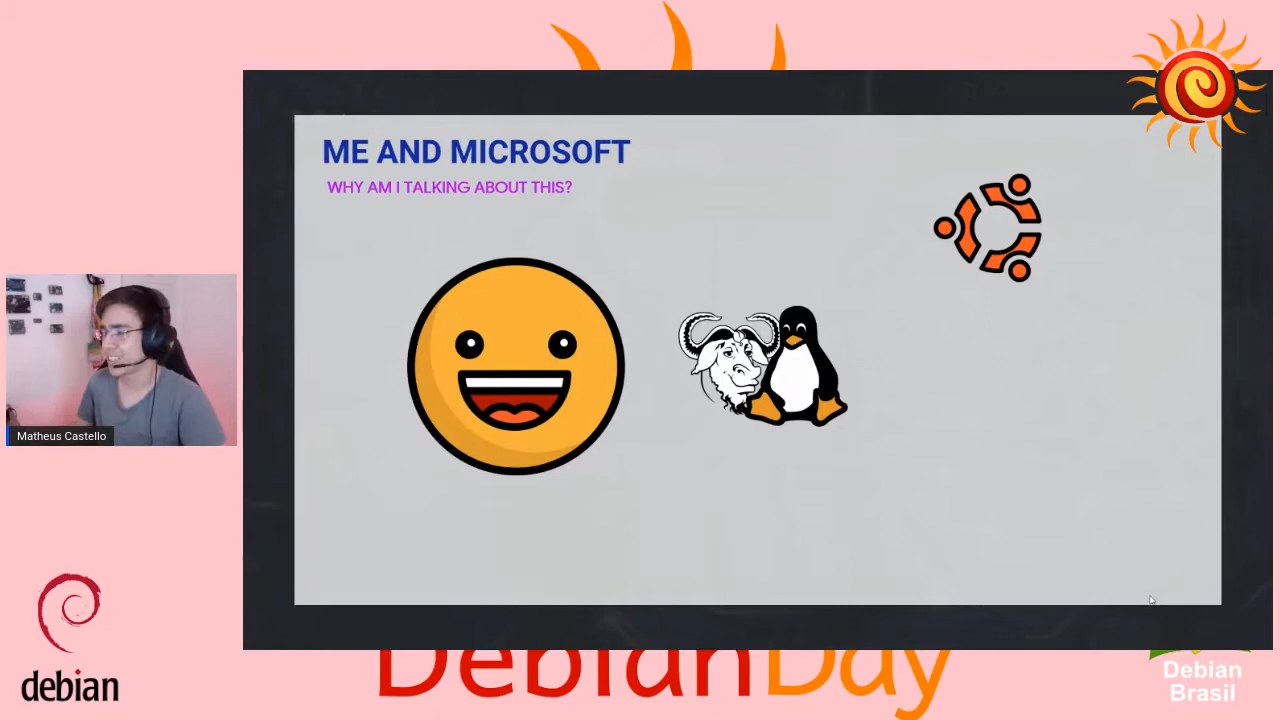 ME AND MICROSOFT
WHY AM I TALKING ABOUT THIS?
Matheus Castello
debian
DebianDay
Debian
Brasil